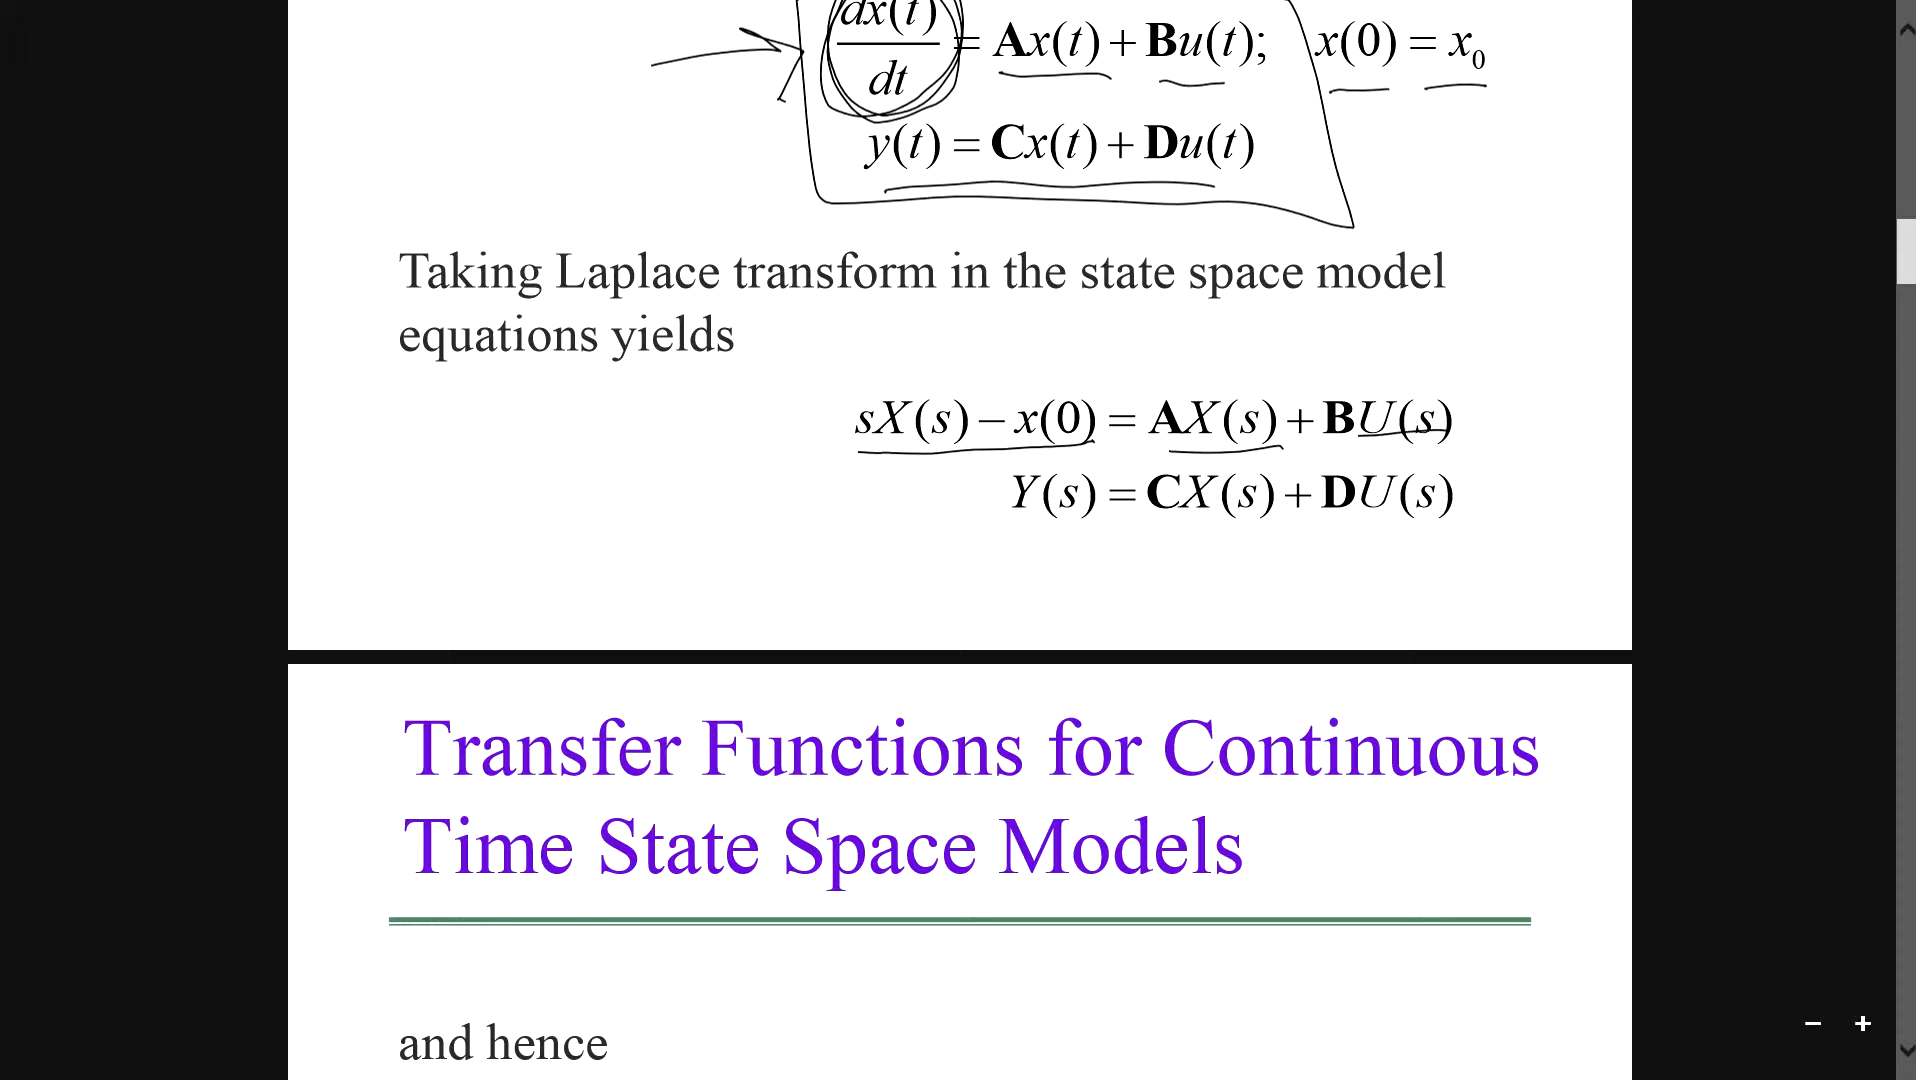 dx(t)/dt = Ax(t) + Bu(t); x(0) = x₀
y(t) = Cx(t) + Du(t)
Taking Laplace transform in the state space model
equations yields
sX(s) − x(0) = AX(s) + BU(s)
Y(s) = CX(s) + DU(s)
Transfer Functions for Continuous
Time State Space Models
and hence